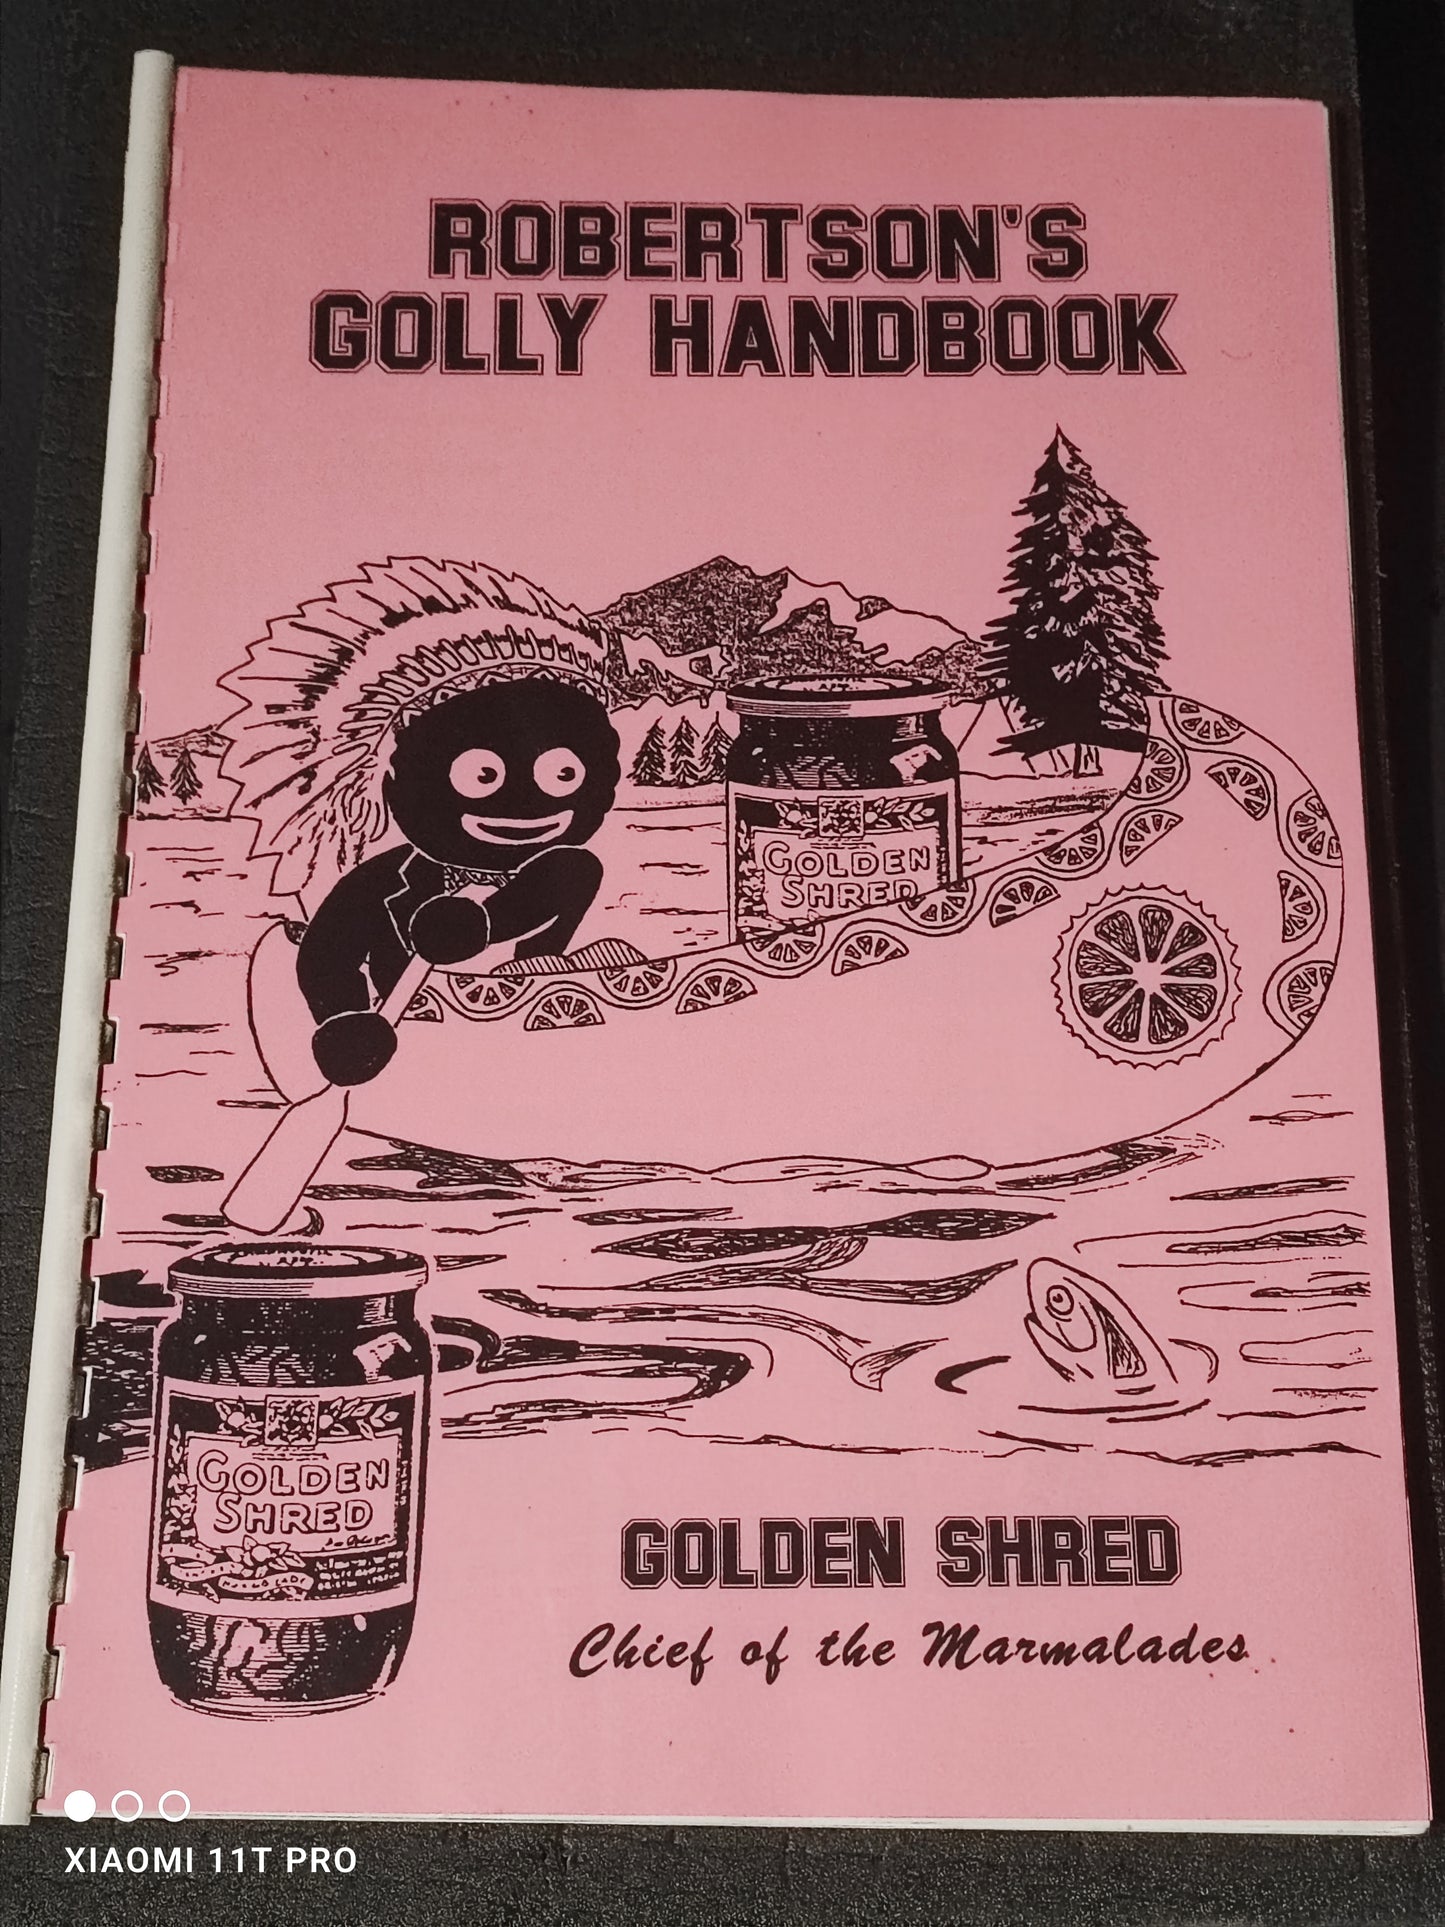 ROBERTSON'S
GOLLY HANDBOOK
GOLDEN
SHRED
GOLDEN
SHRED
GOLDEN SHRED
Chief of the Marmalades
XIAOMI 11T PRO